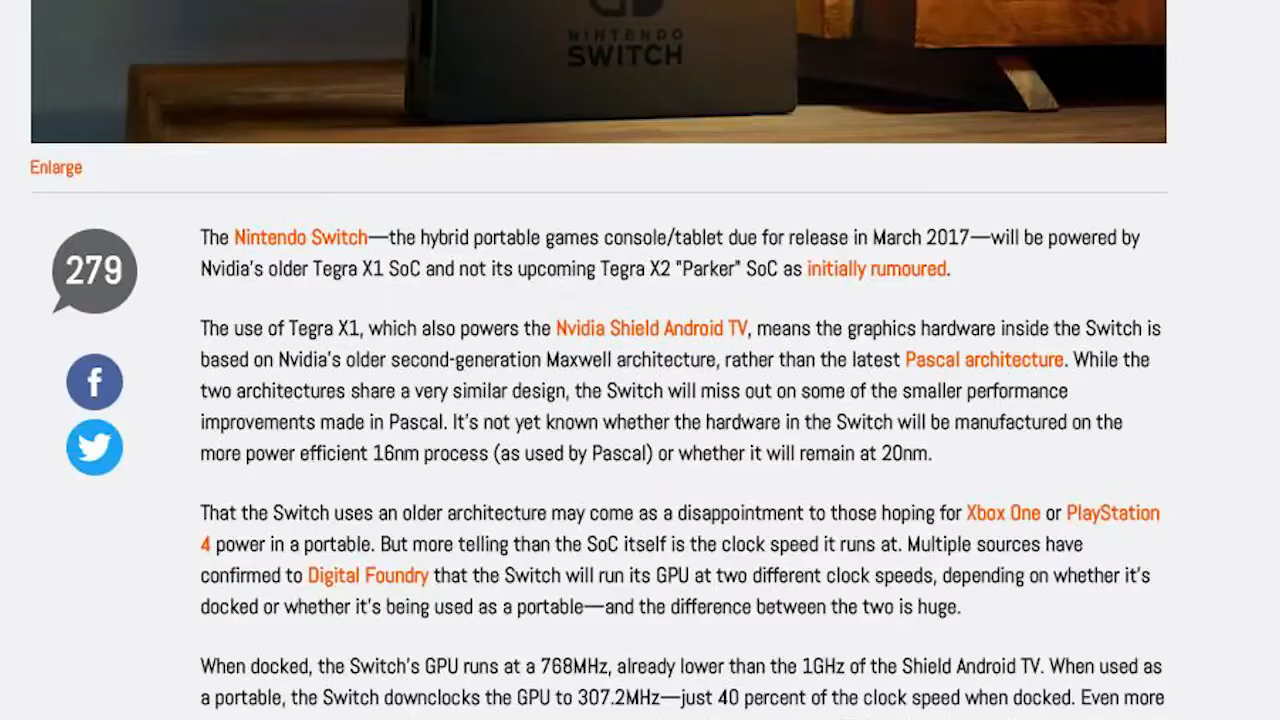 NINTENDO
SWITCH
Enlarge
279
The Nintendo Switch—the hybrid portable games console/tablet due for release in March 2017—will be powered by
Nvidia's older Tegra X1 SoC and not its upcoming Tegra X2 "Parker" SoC as initially rumoured.
The use of Tegra X1, which also powers the Nvidia Shield Android TV, means the graphics hardware inside the Switch is
based on Nvidia's older second-generation Maxwell architecture, rather than the latest Pascal architecture. While the
two architectures share a very similar design, the Switch will miss out on some of the smaller performance
improvements made in Pascal. It's not yet known whether the hardware in the Switch will be manufactured on the
more power efficient 16nm process (as used by Pascal) or whether it will remain at 20nm.
That the Switch uses an older architecture may come as a disappointment to those hoping for Xbox One or PlayStation
4 power in a portable. But more telling than the SoC itself is the clock speed it runs at. Multiple sources have
confirmed to Digital Foundry that the Switch will run its GPU at two different clock speeds, depending on whether it's
docked or whether it's being used as a portable—and the difference between the two is huge.
When docked, the Switch's GPU runs at a 768MHz, already lower than the 1GHz of the Shield Android TV. When used as
a portable, the Switch downclocks the GPU to 307.2MHz—just 40 percent of the clock speed when docked. Even more